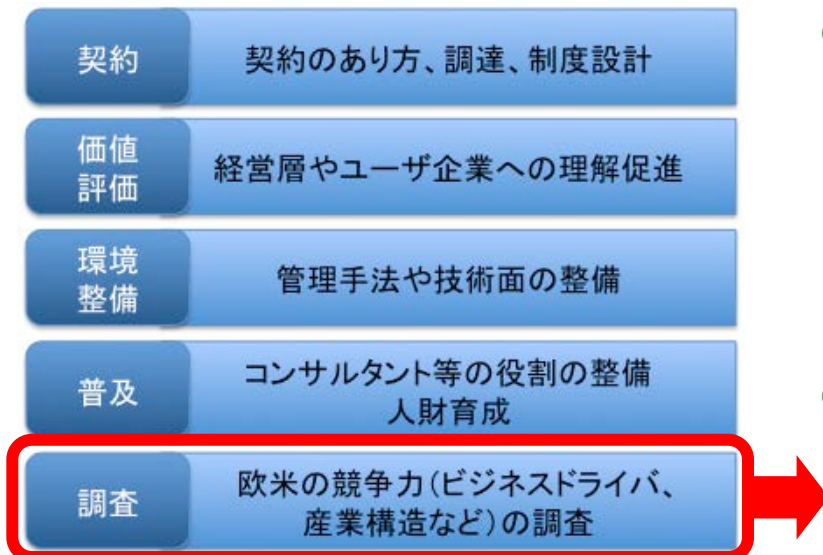 契約
契約のあり方、調達、制度設計
価値
評価
経営層やユーザ企業への理解促進
環境
整備
管理手法や技術面の整備
普及
コンサルタント等の役割の整備
人財育成
調査
欧米の競争力(ビジネスドライバ、
産業構造など)の調査